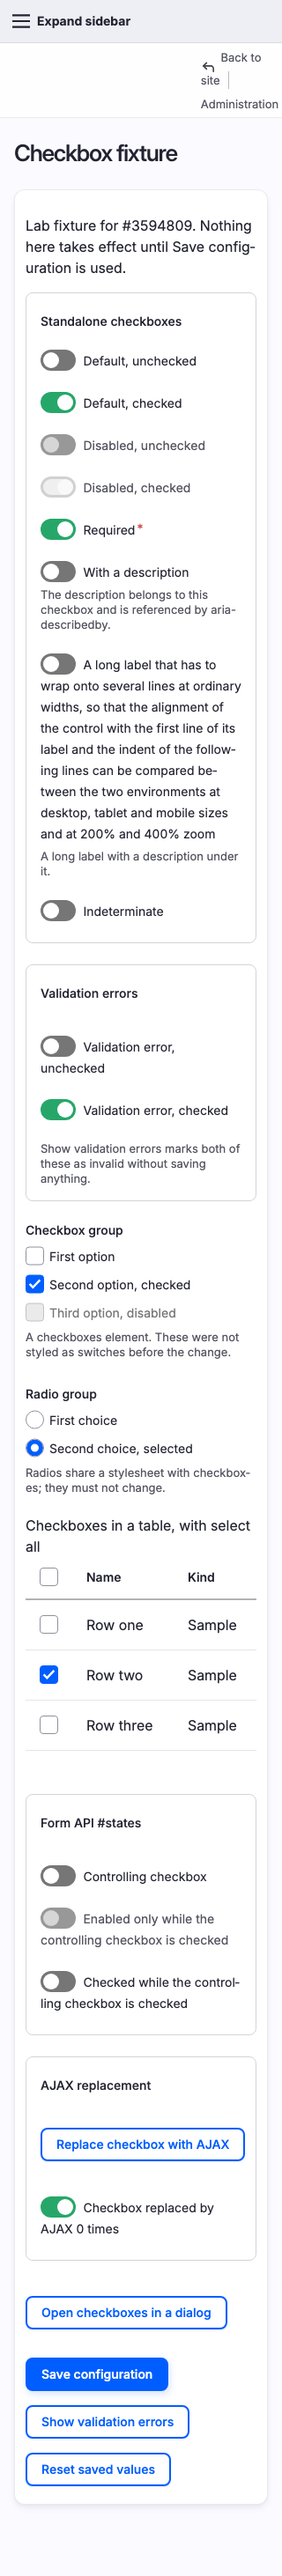 Expand sidebar
Back to
site
Administration
Checkbox fixture
Lab fixture for #3594809. Nothing
here takes effect until Save config-
uration is used.
Standalone checkboxes
Default, unchecked
Default, checked
Disabled, unchecked
Disabled, checked
Required*
With a description
The description belongs to this
checkbox and is referenced by aria-
describedby.
A long label that has to
wrap onto several lines at ordinary
widths, so that the alignment of
the control with the first line of its
label and the indent of the follow-
ing lines can be compared be-
tween the two environments at
desktop, tablet and mobile sizes
and at 200% and 400% zoom
A long label with a description under
it.
Indeterminate
Validation errors
Validation error,
unchecked
Validation error, checked
Show validation errors marks both of
these as invalid without saving
anything.
Checkbox group
First option
Second option, checked
Third option, disabled
A checkboxes element. These were not
styled as switches before the change.
Radio group
First choice
Second choice, selected
Radios share a stylesheet with checkbox-
es; they must not change.
Checkboxes in a table, with select
all
Name Kind
Row one Sample
Row two Sample
Row three Sample
Form API #states
Controlling checkbox
Enabled only while the
controlling checkbox is checked
Checked while the control-
ling checkbox is checked
AJAX replacement
Replace checkbox with AJAX
Checkbox replaced by
AJAX 0 times
Open checkboxes in a dialog
Save configuration
Show validation errors
Reset saved values